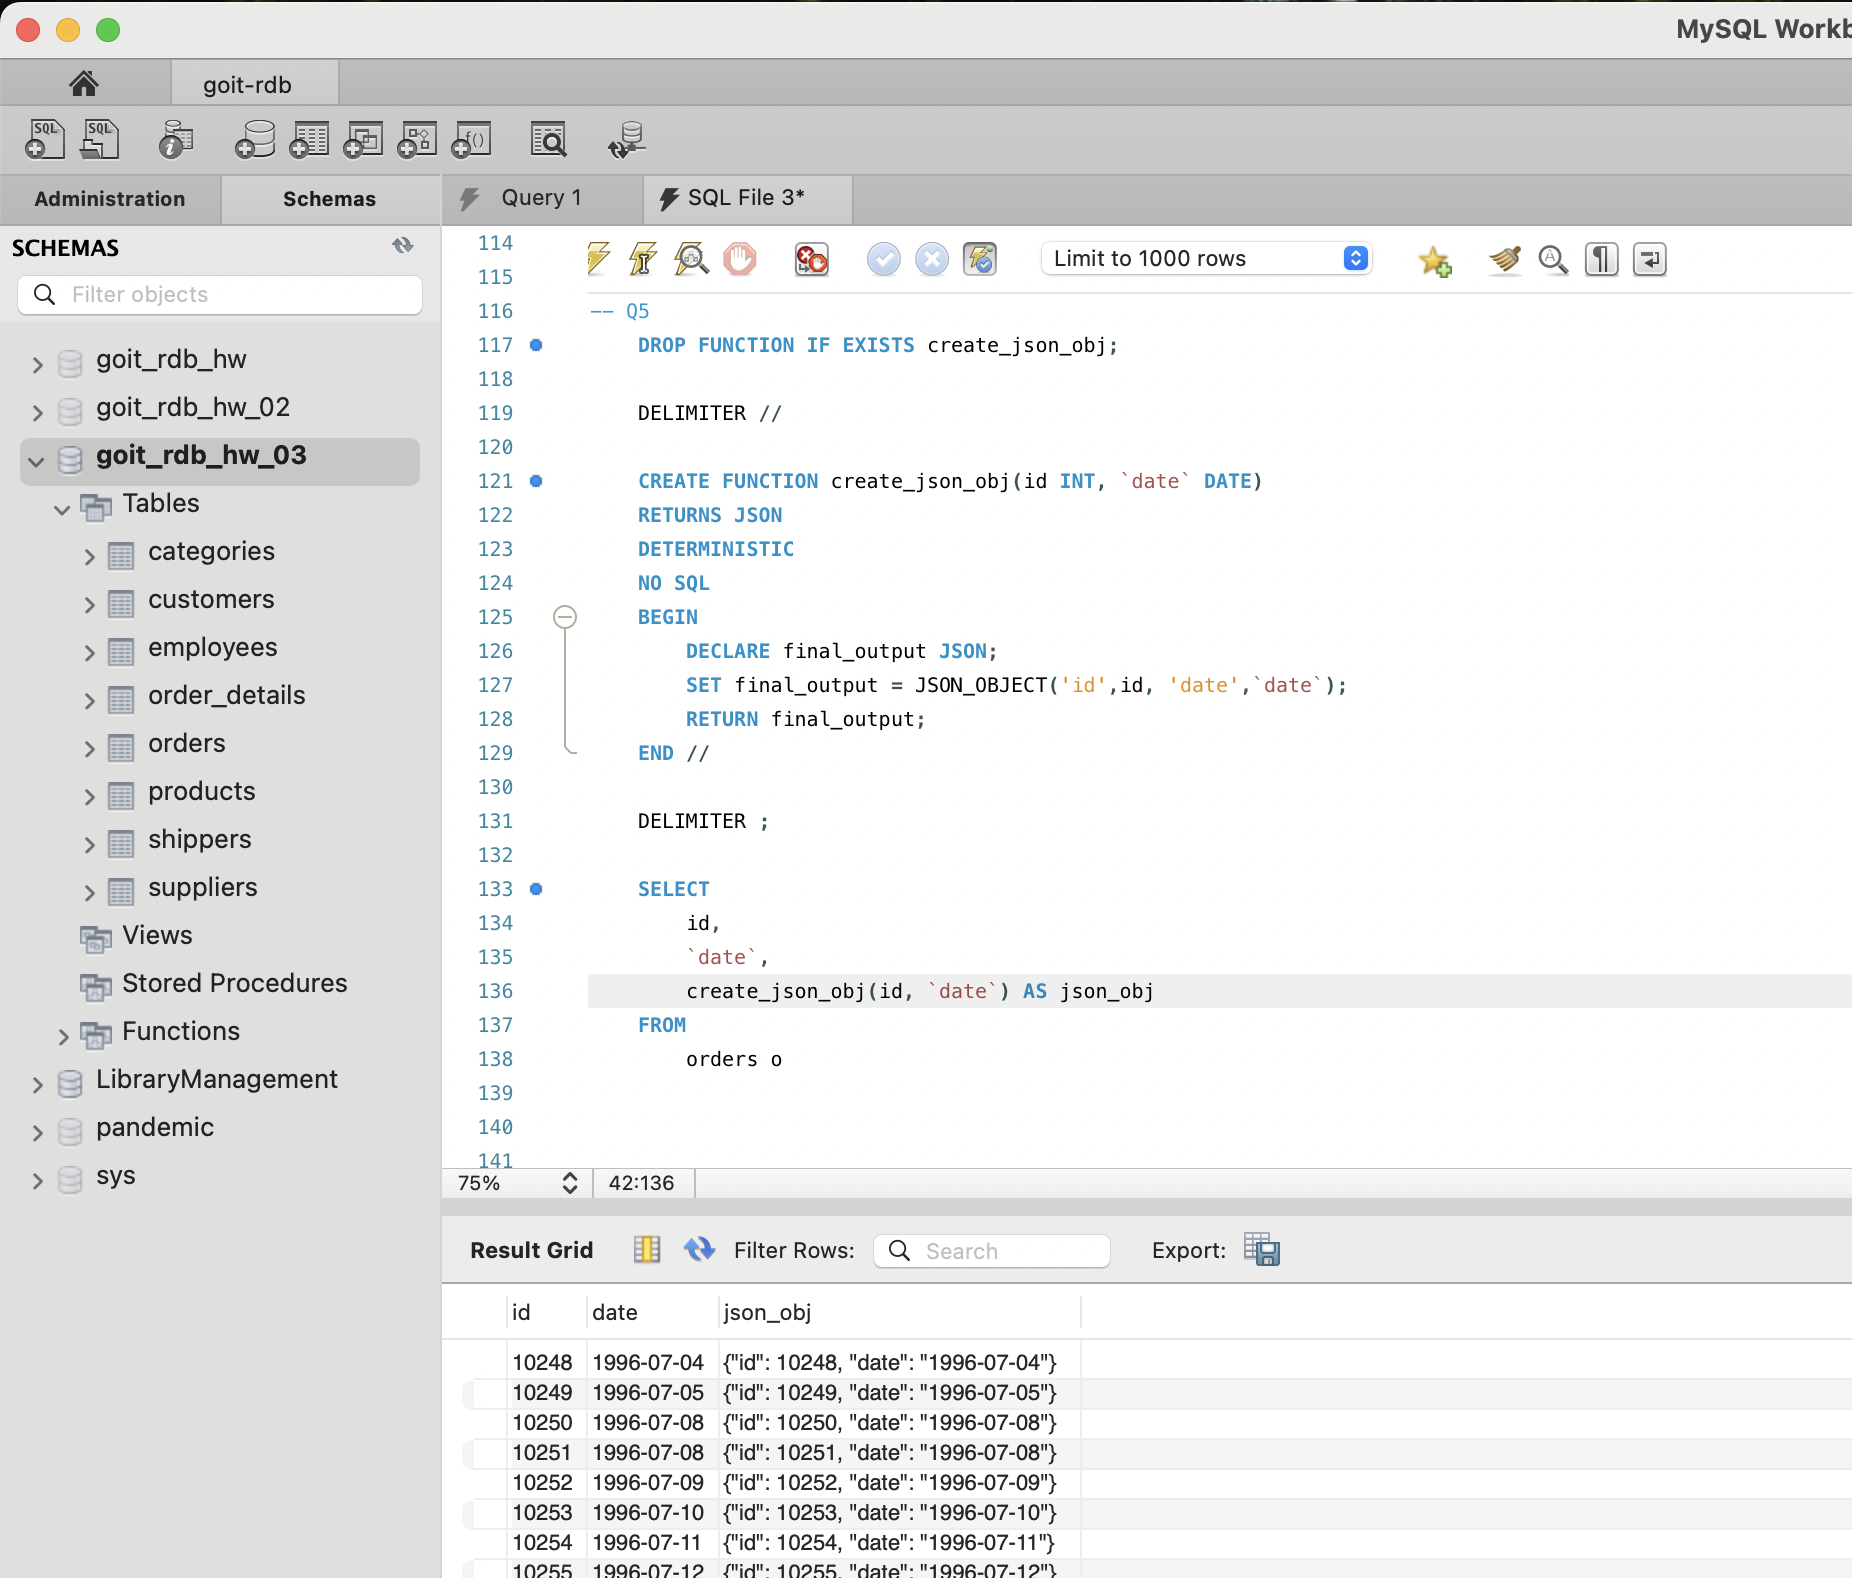 MySQL Workb
goit-rdb
Administration
Schemas
Query 1
SQL File 3*
SCHEMAS
Filter objects
goit_rdb_hw
goit_rdb_hw_02
goit_rdb_hw_03
Tables
categories
customers
employees
order_details
orders
products
shippers
suppliers
Views
Stored Procedures
Functions
LibraryManagement
pandemic
sys
Limit to 1000 rows
114
115
116 -- Q5
117 DROP FUNCTION IF EXISTS create_json_obj;
118
119 DELIMITER //
120
121 CREATE FUNCTION create_json_obj(id INT, `date` DATE)
122 RETURNS JSON
123 DETERMINISTIC
124 NO SQL
125 BEGIN
126 DECLARE final_output JSON;
127 SET final_output = JSON_OBJECT('id',id, 'date',`date`);
128 RETURN final_output;
129 END //
130
131 DELIMITER ;
132
133 SELECT
134 id,
135 `date`,
136 create_json_obj(id, `date`) AS json_obj
137 FROM
138 orders o
139
140
141
75% 42:136
Result Grid Filter Rows: Search Export:
id date json_obj
10248 1996-07-04 {"id": 10248, "date": "1996-07-04"}
10249 1996-07-05 {"id": 10249, "date": "1996-07-05"}
10250 1996-07-08 {"id": 10250, "date": "1996-07-08"}
10251 1996-07-08 {"id": 10251, "date": "1996-07-08"}
10252 1996-07-09 {"id": 10252, "date": "1996-07-09"}
10253 1996-07-10 {"id": 10253, "date": "1996-07-10"}
10254 1996-07-11 {"id": 10254, "date": "1996-07-11"}
10255 1996-07-12 {"id": 10255, "date": "1996-07-12"}